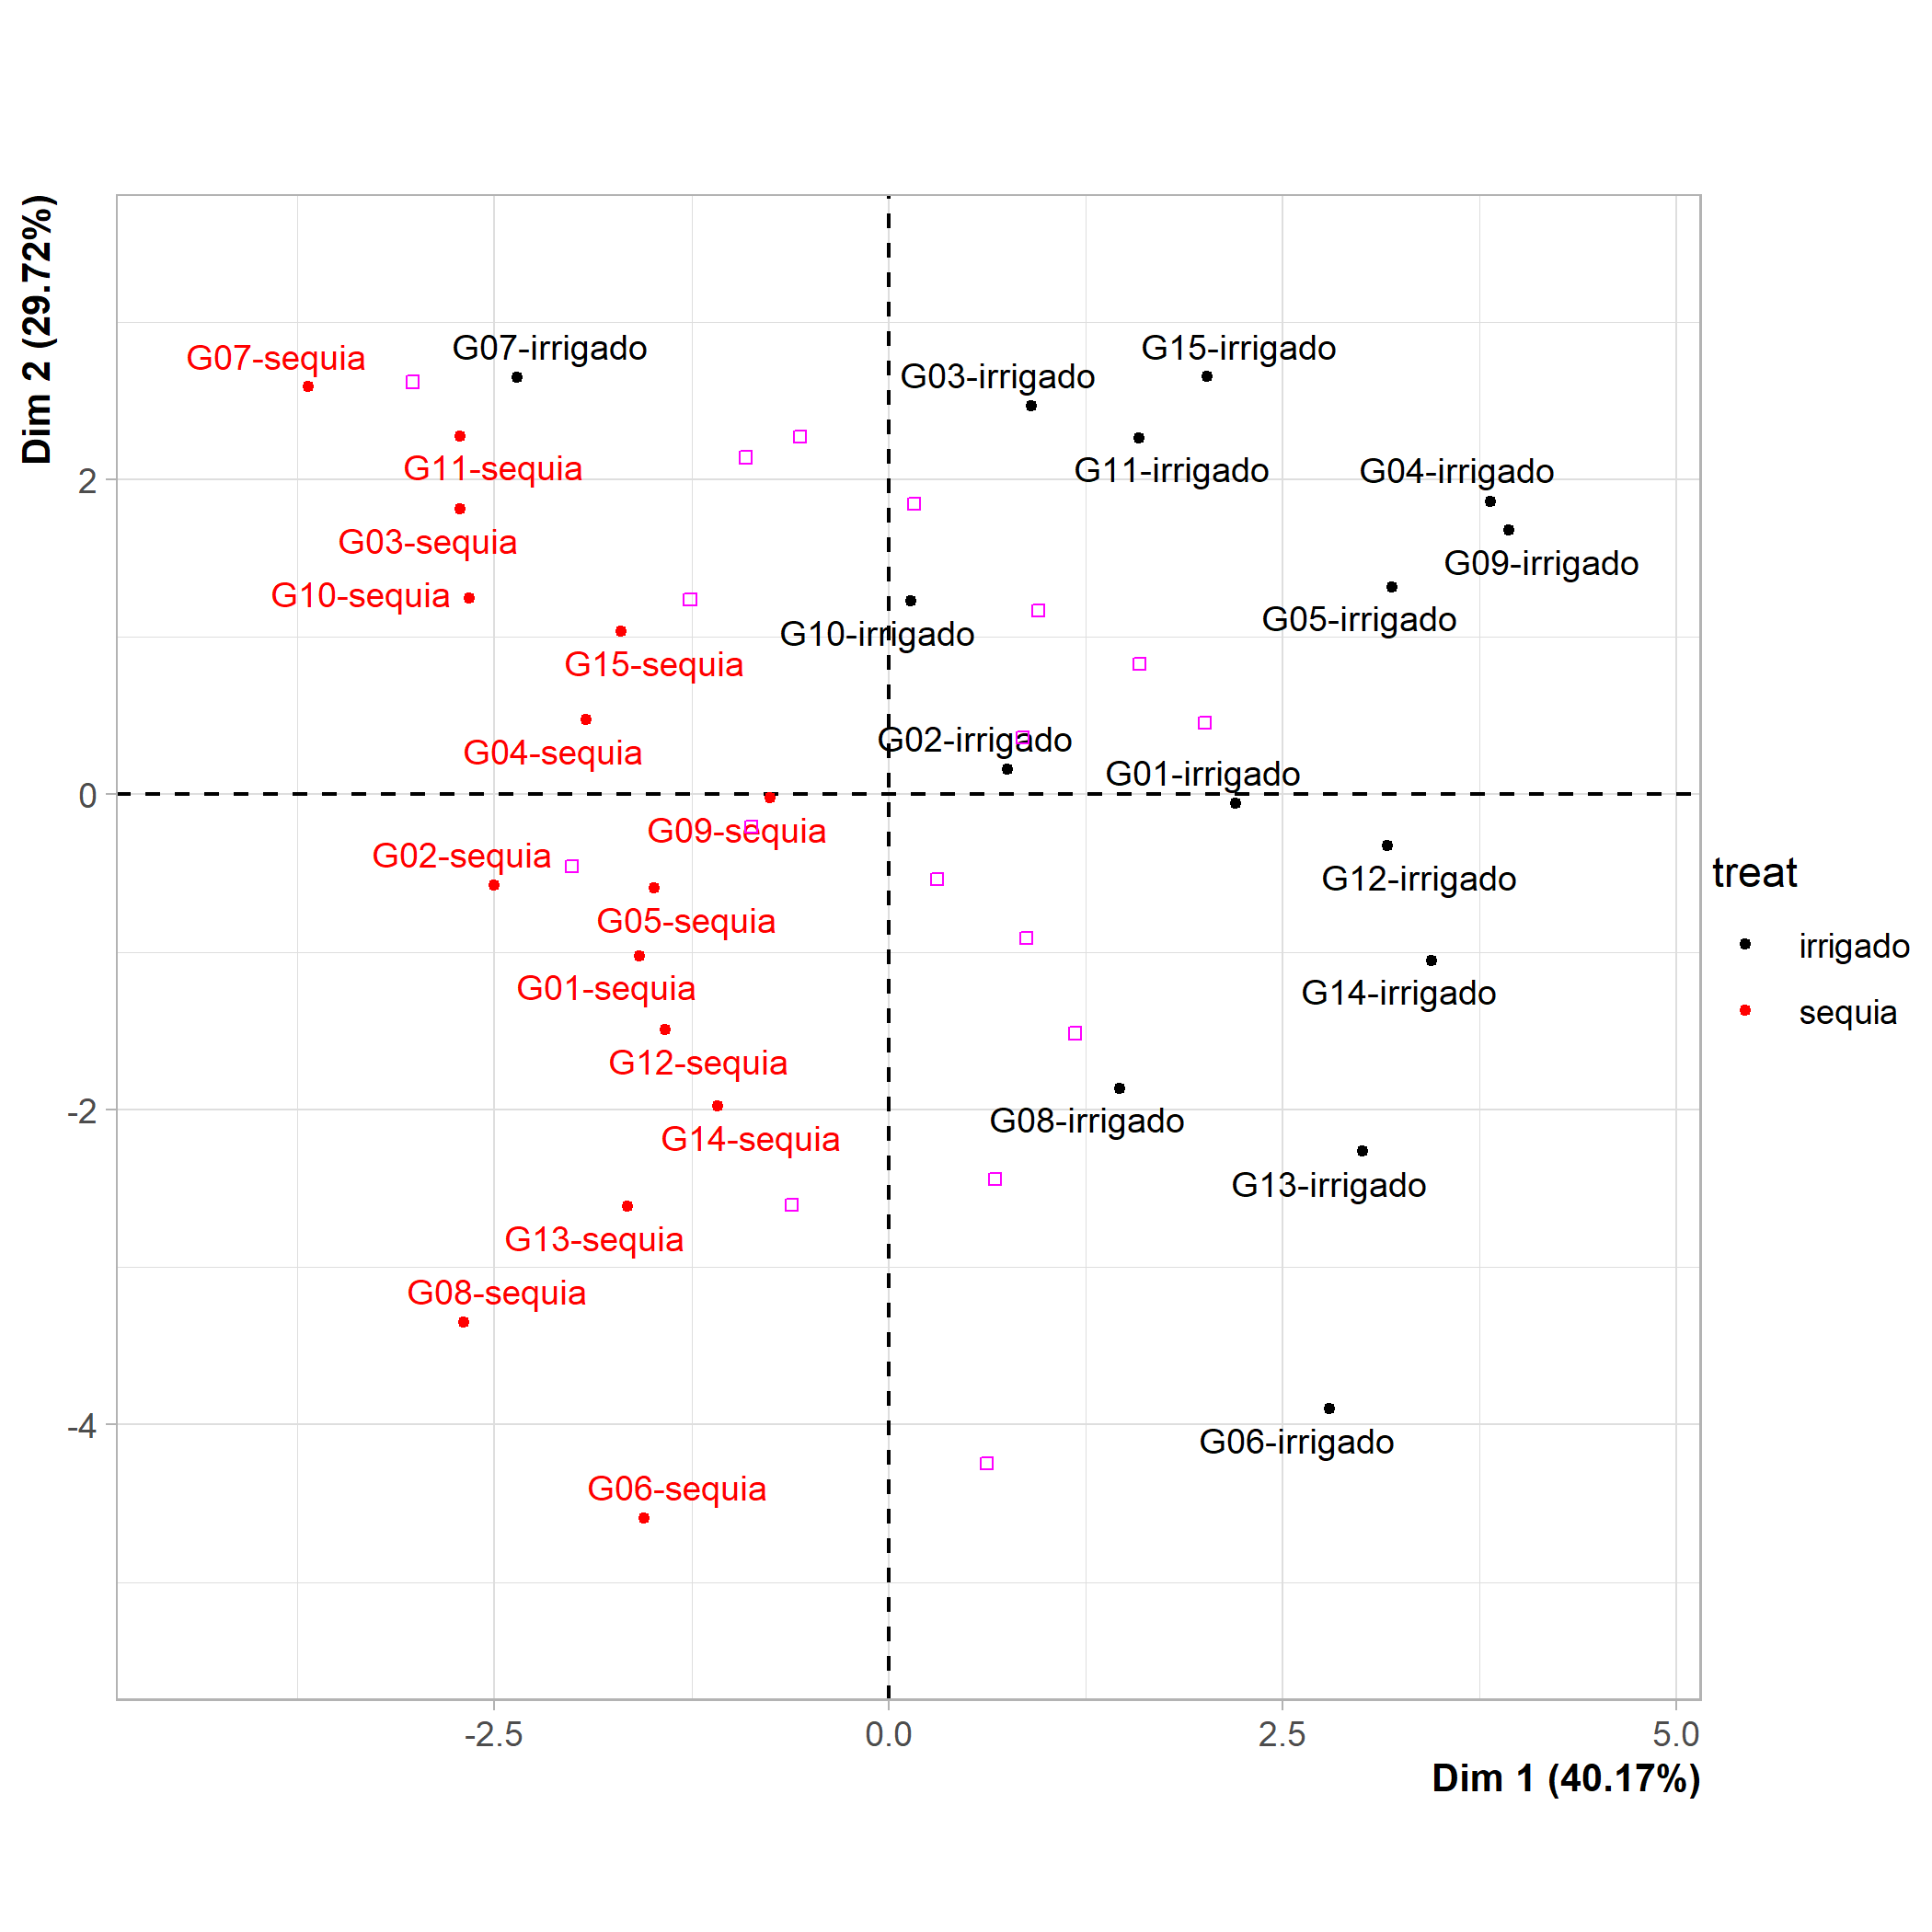 Dim 2 (29.72%)
G07-sequia
G07-irrigado
G15-irrigado
G03-irrigado
G11-sequia
G11-irrigado
G04-irrigado
2
G03-sequia
G09-irrigado
G10-sequia
G05-irrigado
G10-irrigado
G15-sequia
G04-sequia
G02-irrigado
G01-irrigado
0
G09-sequia
G02-sequia
G12-irrigado
treat
G05-sequia
irrigado
G01-sequia
G14-irrigado
sequia
G12-sequia
-2
G08-irrigado
G14-sequia
G13-irrigado
G13-sequia
G08-sequia
-4
G06-irrigado
G06-sequia
-2.5 0.0 2.5 5.0
Dim 1 (40.17%)